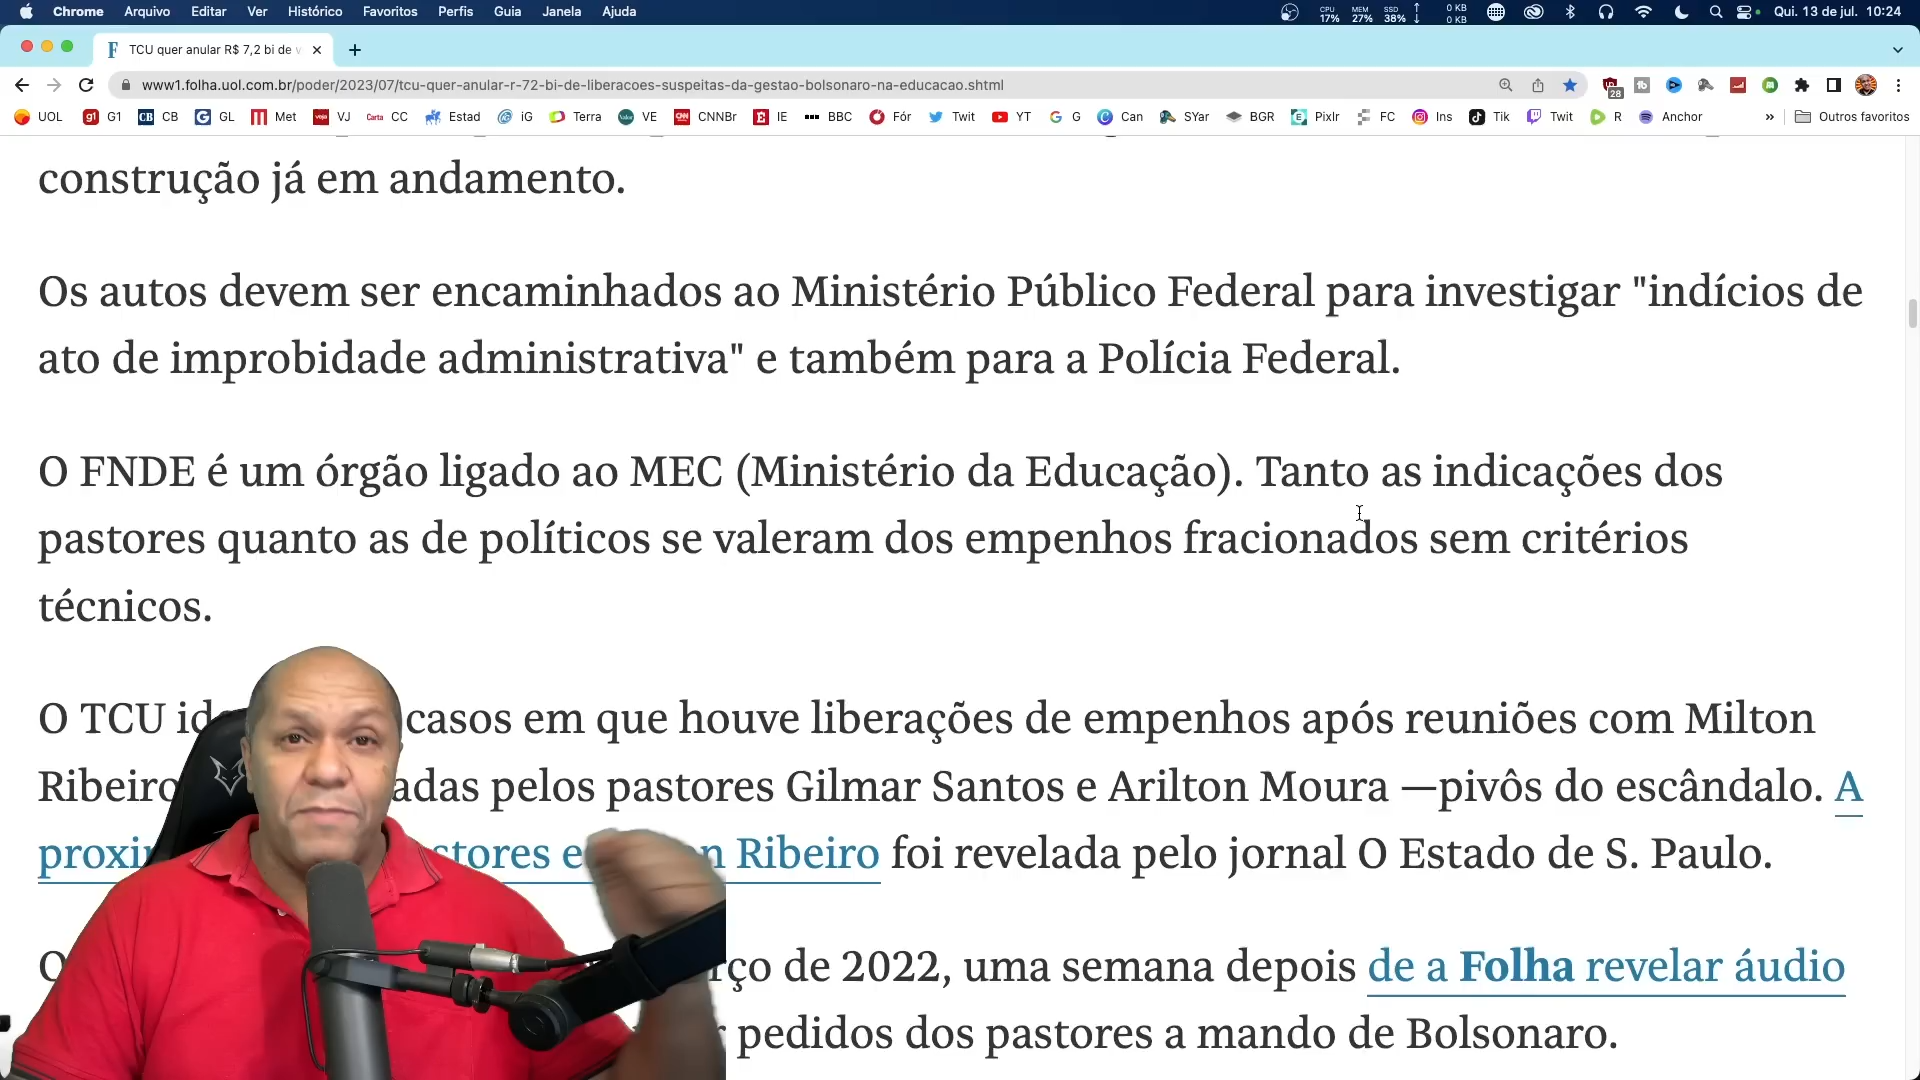 Chrome Arquivo Editar Ver Histórico Favoritos Perfis Guia Janela Ajuda CPU 17% MEM 27% SSD 38% 0 KB 0 KB Qui. 13 de jul. 10:24
TCU quer anular R$ 7,2 bi de
www1.folha.uol.com.br/poder/2023/07/tcu-quer-anular-r-72-bi-de-liberacoes-suspeitas-da-gestao-bolsonaro-na-educacao.shtml 28
UOL G1 CB GL Met VJ CC Estad iG Terra VE CNNBr IE BBC Fór Twit YT G Can SYar BGR Pixlr FC Ins Tik Twit R Anchor » Outros favoritos
construção já em andamento.
Os autos devem ser encaminhados ao Ministério Público Federal para investigar "indícios de
ato de improbidade administrativa" e também para a Polícia Federal.
O FNDE é um órgão ligado ao MEC (Ministério da Educação). Tanto as indicações dos
pastores quanto as de políticos se valeram dos empenhos fracionados sem critérios
técnicos.
O TCU casos em que houve liberações de empenhos após reuniões com Milton
Ribeiro pelos pastores Gilmar Santos e Arilton Moura —pivôs do escândalo. A
Ribeiro foi revelada pelo jornal O Estado de S. Paulo.
de 2022, uma semana depois de a Folha revelar áudio
pedidos dos pastores a mando de Bolsonaro.